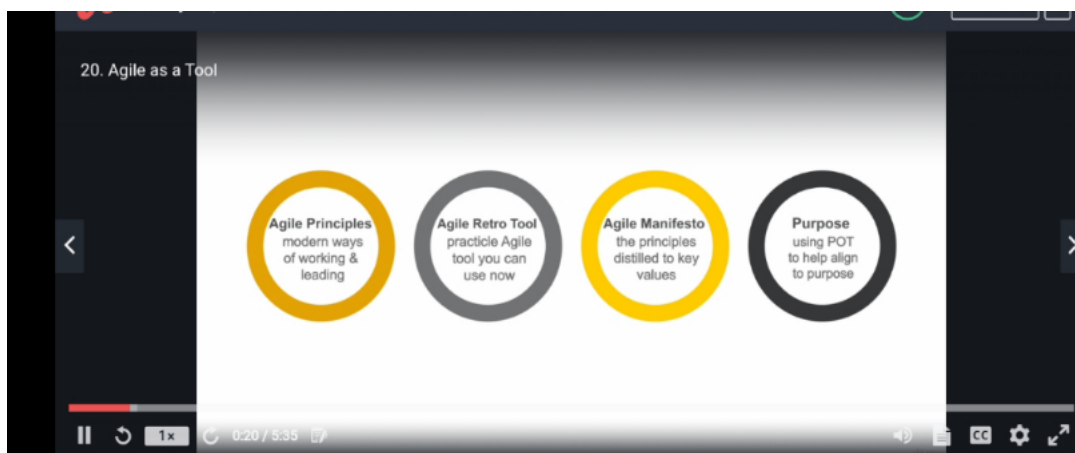 20. Agile as a Tool
Agile Principles
modern ways
of working &
leading
Agile Retro Tool
practicle Agile
tool you can
use now
Agile Manifesto
the principles
distilled to key
values
Purpose
using POT
to help align
to purpose
1x
0:20 / 5:35
CC